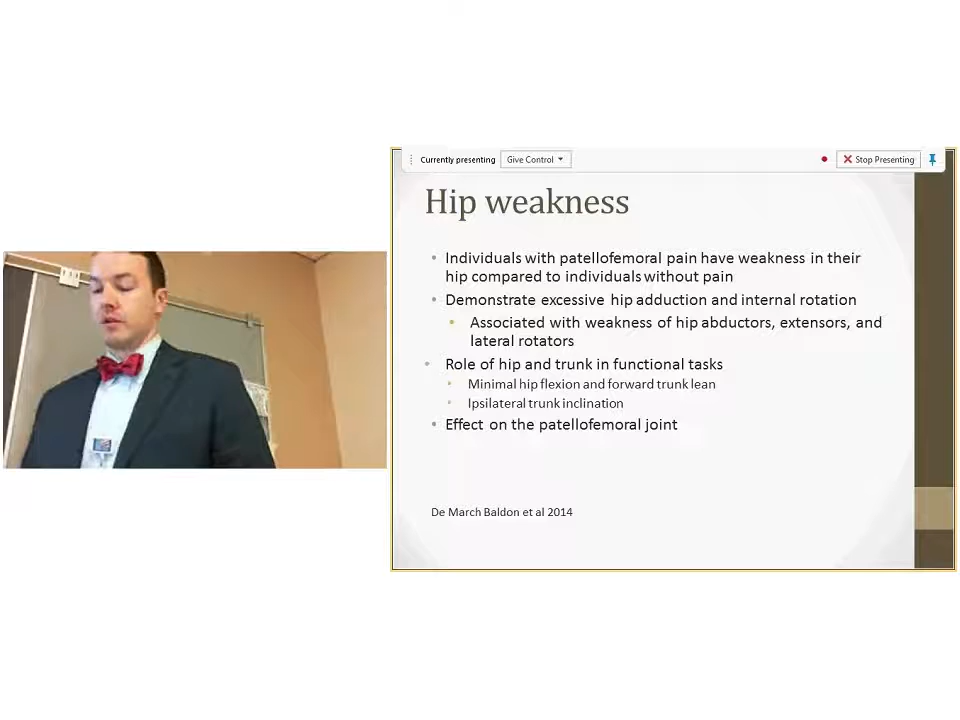 Currently presenting
Give Control
Stop Presenting
Hip weakness
Individuals with patellofemoral pain have weakness in their
hip compared to individuals without pain
Demonstrate excessive hip adduction and internal rotation
Associated with weakness of hip abductors, extensors, and
lateral rotators
Role of hip and trunk in functional tasks
Minimal hip flexion and forward trunk lean
Ipsilateral trunk inclination
Effect on the patellofemoral joint
De March Baldon et al 2014